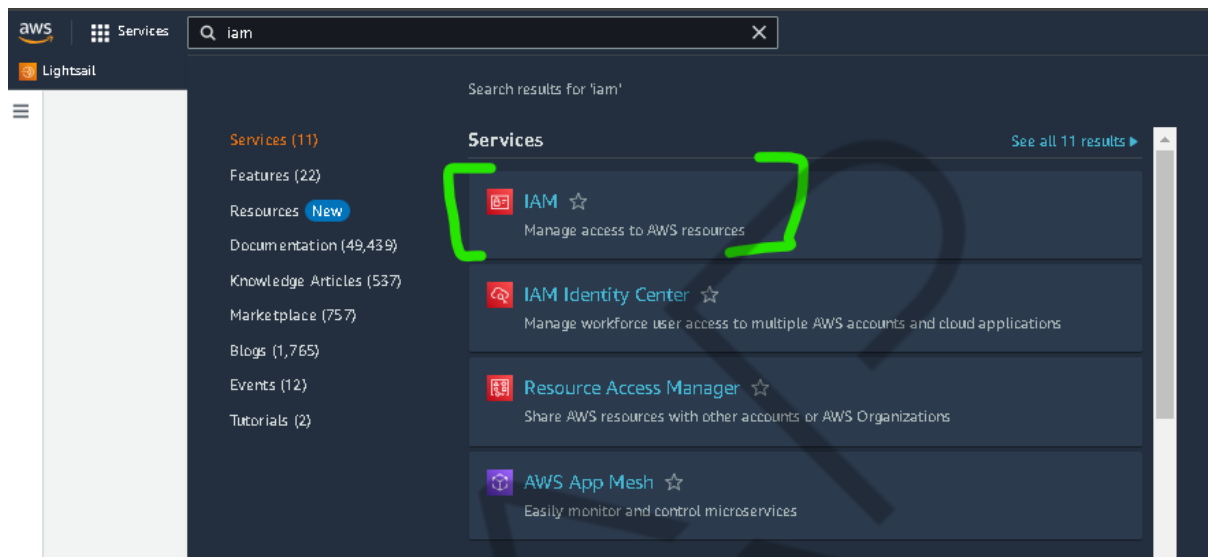 aws Services iam
Lightsail
Search results for 'iam'
Services (11)
Features (22)
Resources New
Documentation (49,439)
Knowledge Articles (537)
Marketplace (757)
Blogs (1,765)
Events (12)
Tutorials (2)
Services See all 11 results
IAM
Manage access to AWS resources
IAM Identity Center
Manage workforce user access to multiple AWS accounts and cloud applications
Resource Access Manager
Share AWS resources with other accounts or AWS Organizations
AWS App Mesh
Easily monitor and control microservices